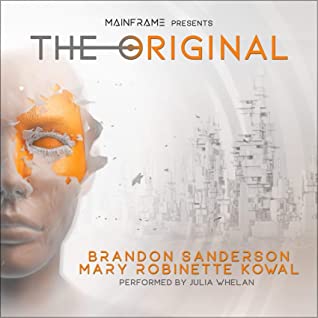 MAINFRAME PRESENTS
THE ORIGINAL
BRANDON SANDERSON
MARY ROBINETTE KOWAL
PERFORMED BY JULIA WHELAN